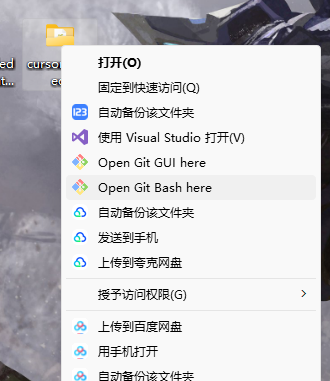 ed
t...
curso
ec
打开(O)
固定到快速访问(Q)
123
自动备份该文件夹
使用 Visual Studio 打开(V)
Open Git GUI here
Open Git Bash here
自动备份该文件夹
发送到手机
上传到夸克网盘
授予访问权限(G)
上传到百度网盘
用手机打开
自动备份该文件夹